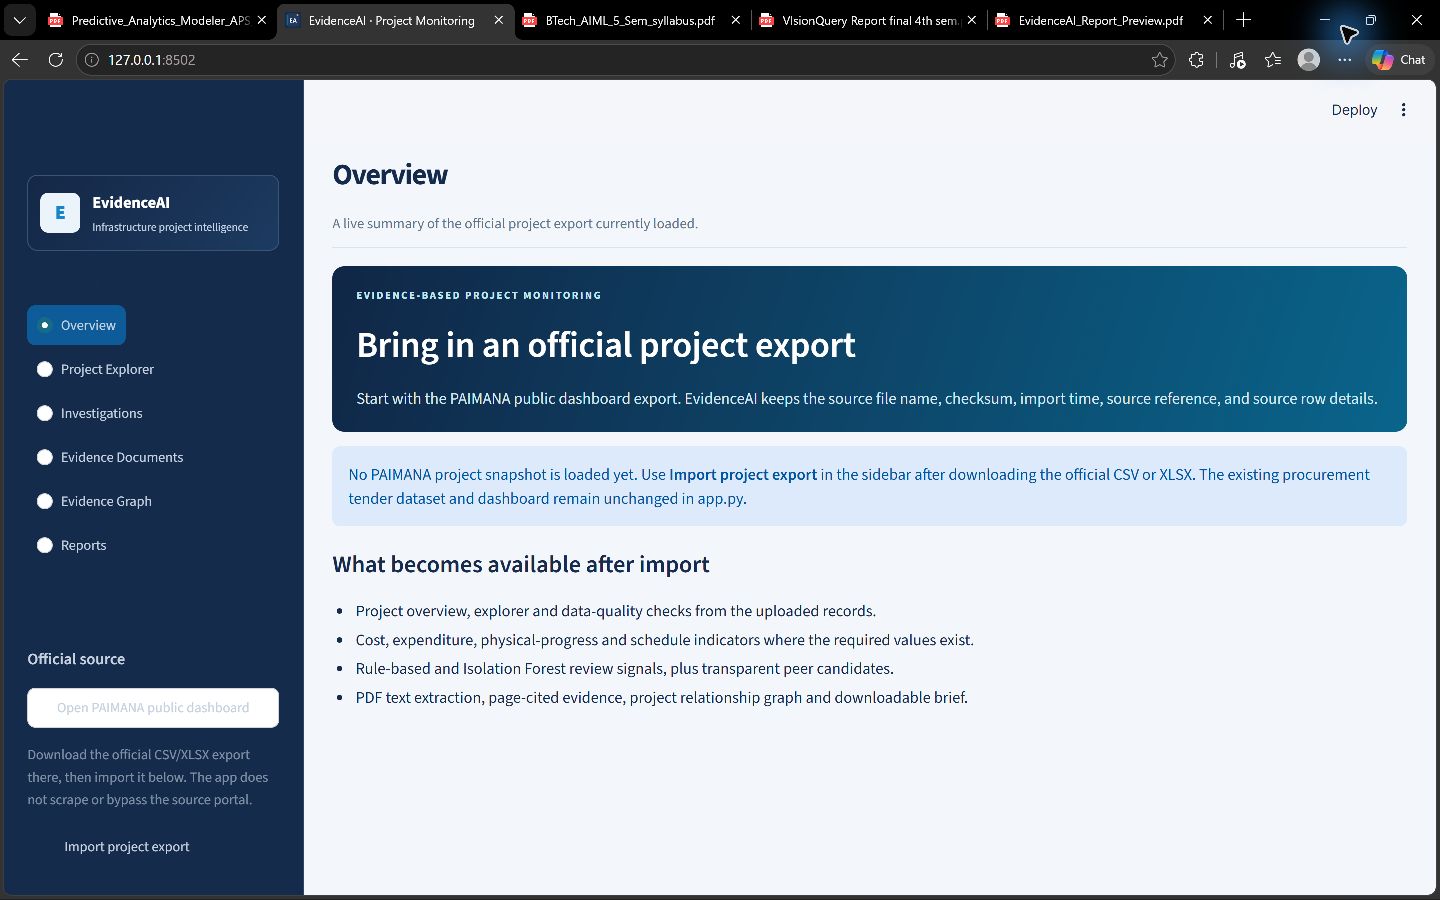 Predictive_Analytics_Modeler_APS
EvidenceAI · Project Monitoring
BTech_AIML_5_Sem_syllabus.pdf
VIsionQuery Report final 4th sem.
EvidenceAI_Report_Preview.pdf
127.0.0.1:8502
Chat
Deploy
E
EvidenceAI
Infrastructure project intelligence
Overview
Project Explorer
Investigations
Evidence Documents
Evidence Graph
Reports
Official source
Open PAIMANA public dashboard
Download the official CSV/XLSX export
there, then import it below. The app does
not scrape or bypass the source portal.
Import project export
Overview
A live summary of the official project export currently loaded.
EVIDENCE-BASED PROJECT MONITORING
Bring in an official project export
Start with the PAIMANA public dashboard export. EvidenceAI keeps the source file name, checksum, import time, source reference, and source row details.
No PAIMANA project snapshot is loaded yet. Use Import project export in the sidebar after downloading the official CSV or XLSX. The existing procurement
tender dataset and dashboard remain unchanged in app.py.
What becomes available after import
• Project overview, explorer and data-quality checks from the uploaded records.
• Cost, expenditure, physical-progress and schedule indicators where the required values exist.
• Rule-based and Isolation Forest review signals, plus transparent peer candidates.
• PDF text extraction, page-cited evidence, project relationship graph and downloadable brief.